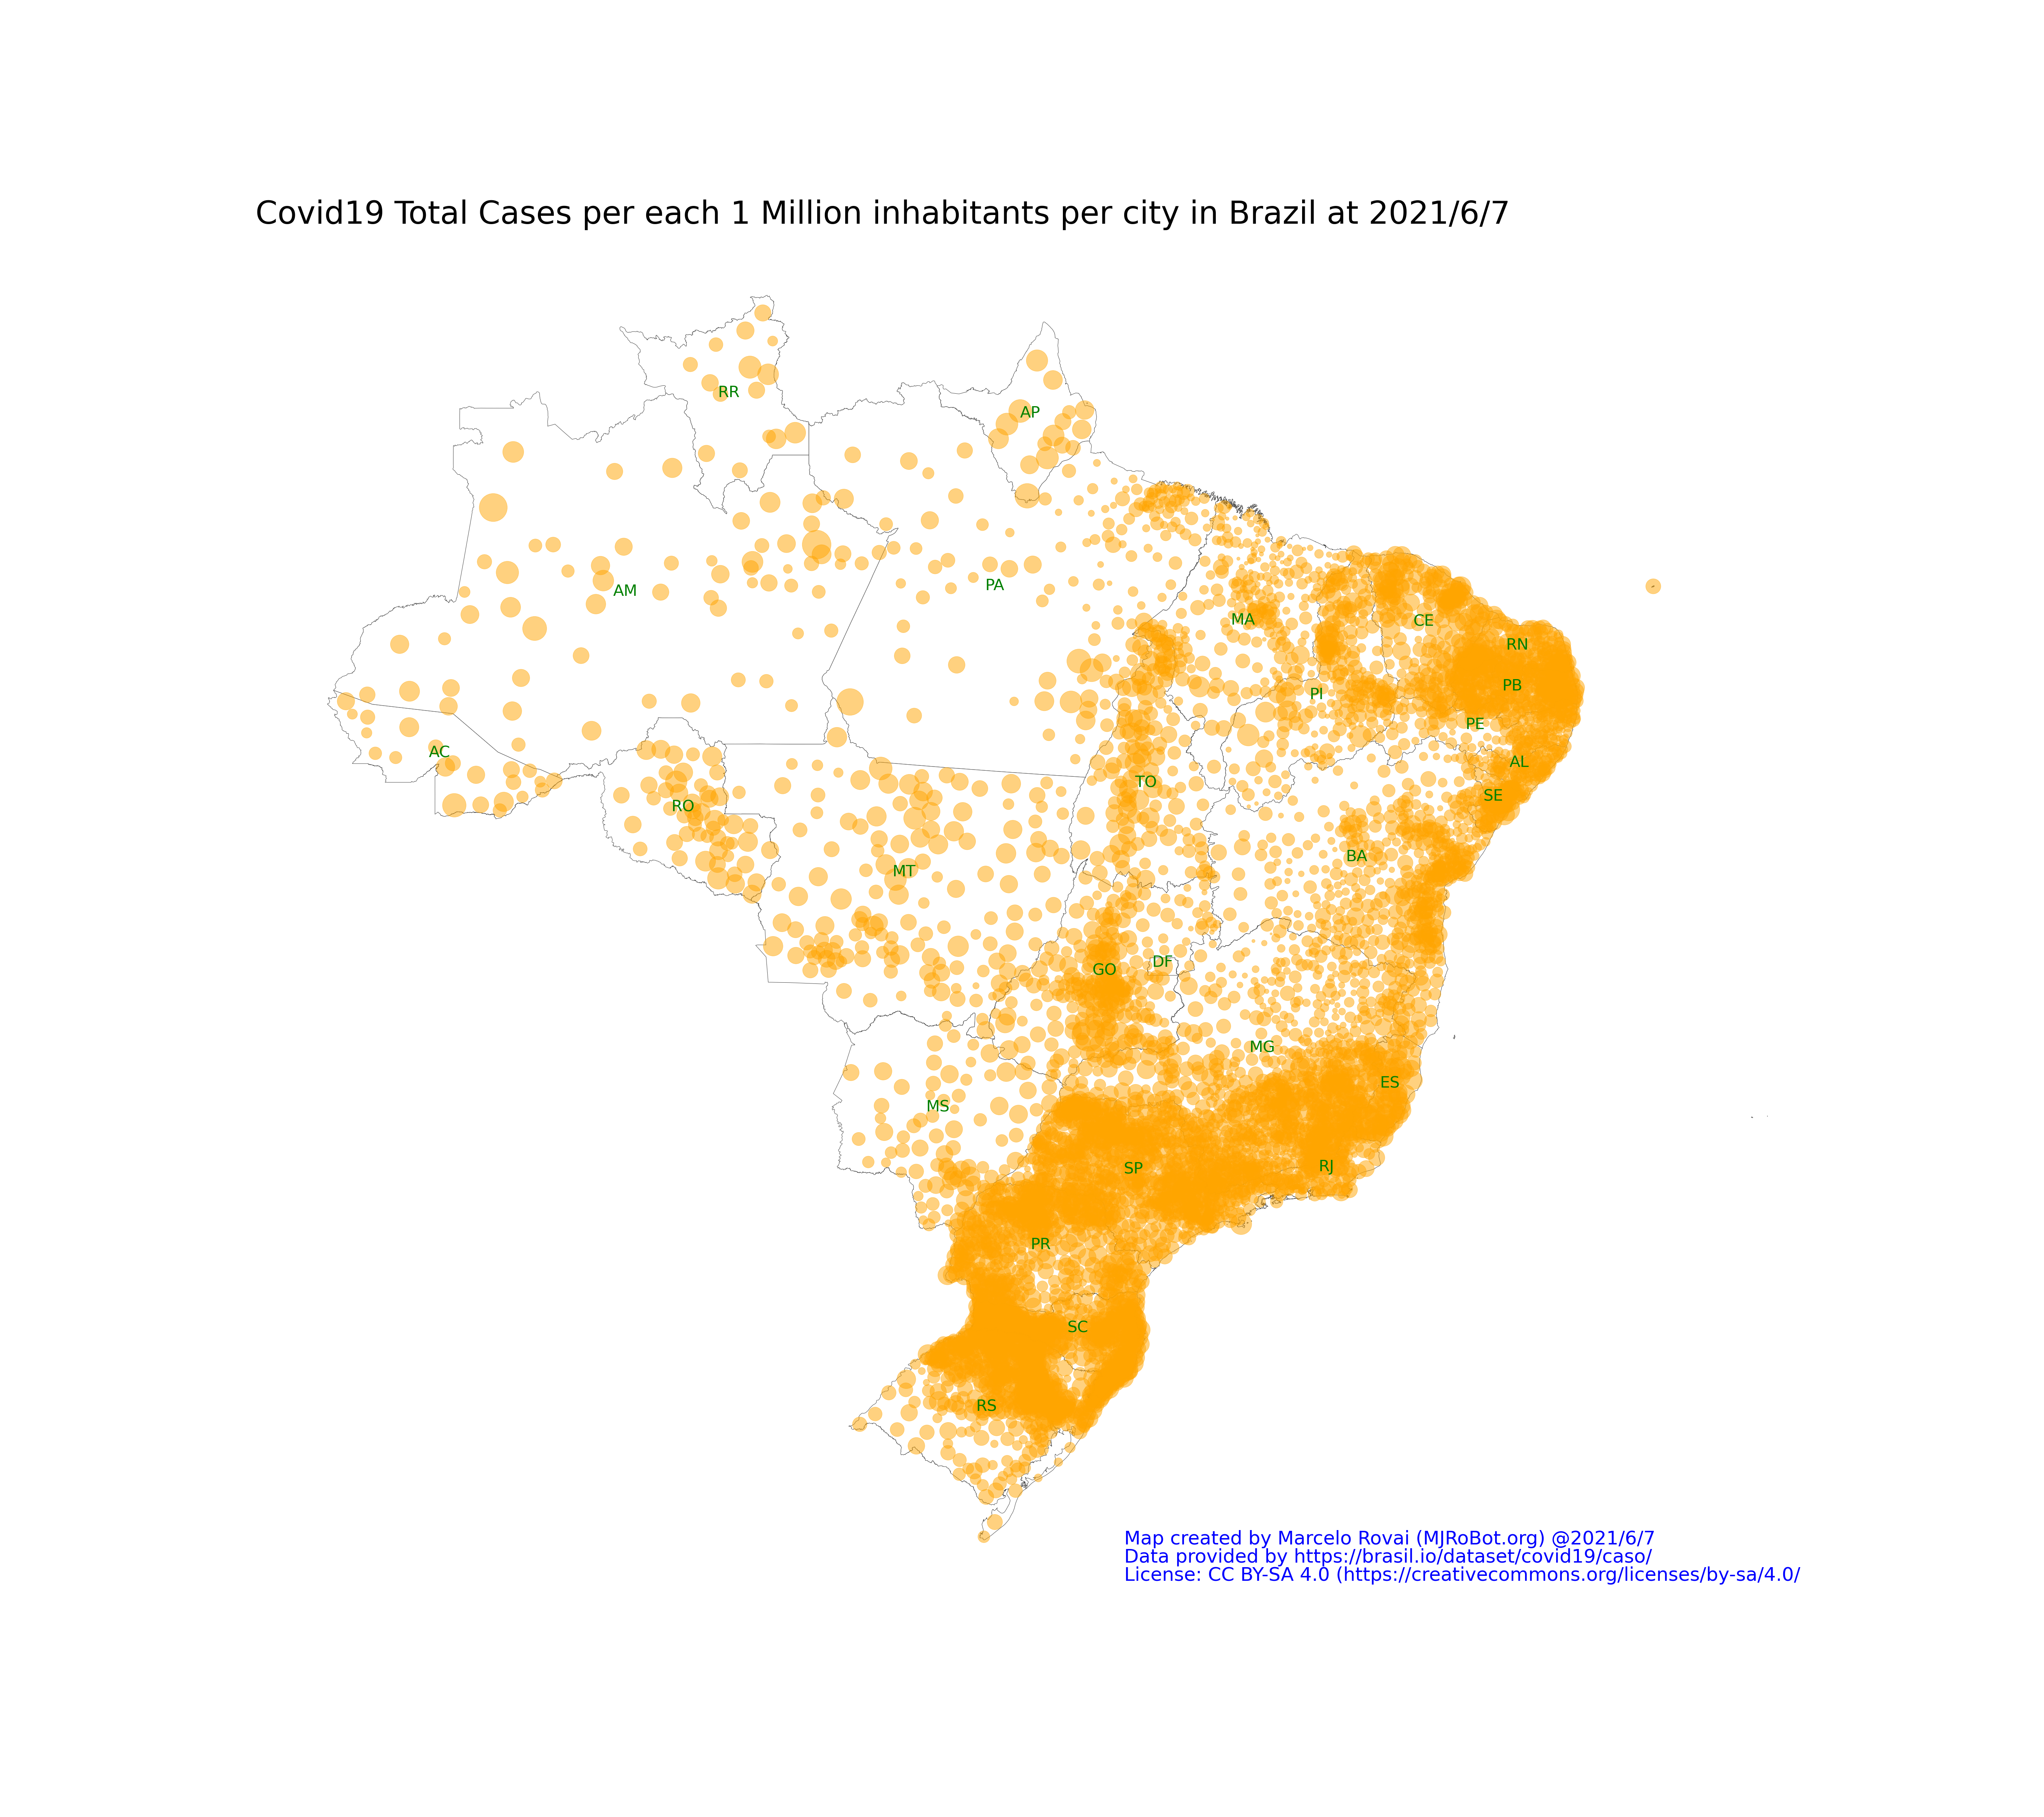 Covid19 Total Cases per each 1 Million inhabitants per city in Brazil at 2021/6/7
RR
AP
AM
PA
MA
CE
RN
PI
PB
PE
AC
AL
TO
SE
RO
BA
MT
DF
GO
MG
ES
MS
SP
RJ
PR
SC
RS
Map created by Marcelo Rovai (MJRoBot.org) @2021/6/7
Data provided by https://brasil.io/dataset/covid19/caso/
License: CC BY-SA 4.0 (https://creativecommons.org/licenses/by-sa/4.0/